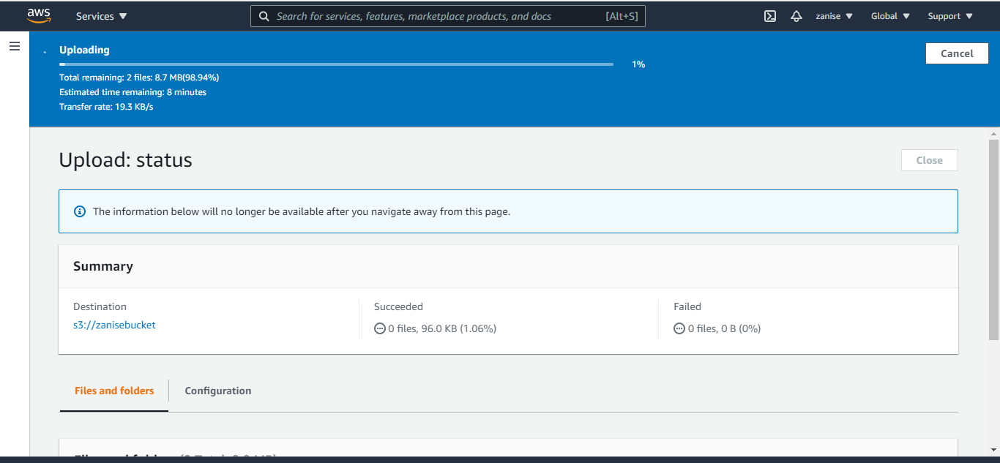 aws
Services
Search for services, features, marketplace products, and docs [Alt+S]
zanise
Global
Support
Uploading
1%
Cancel
Total remaining: 2 files: 8.7 MB(98.94%)
Estimated time remaining: 8 minutes
Transfer rate: 19.3 KB/s
Upload: status
Close
The information below will no longer be available after you navigate away from this page.
Summary
Destination
s3://zanisebucket
Succeeded
0 files, 96.0 KB (1.06%)
Failed
0 files, 0 B (0%)
Files and folders
Configuration